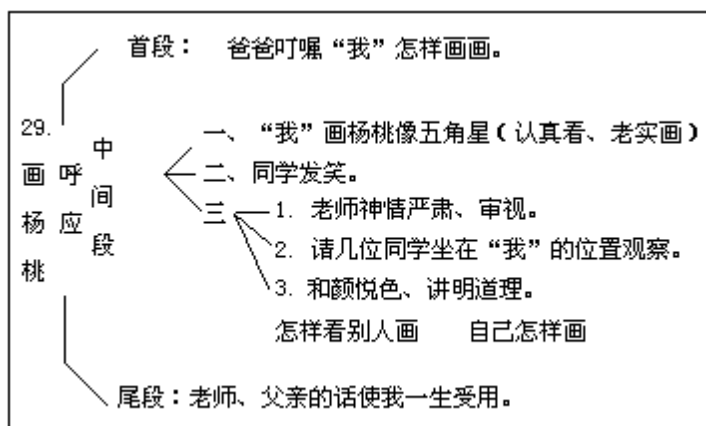 首段： 爸爸叮嘱“我”怎样画画。
29.画杨桃
呼应
中间段
一、“我”画杨桃像五角星（认真看、老实画）
二、同学发笑。
三
1. 老师神情严肃、审视。
2. 请几位同学坐在“我”的位置观察。
3. 和颜悦色、讲明道理。
怎样看别人画 自己怎样画
尾段：老师、父亲的话使我一生受用。